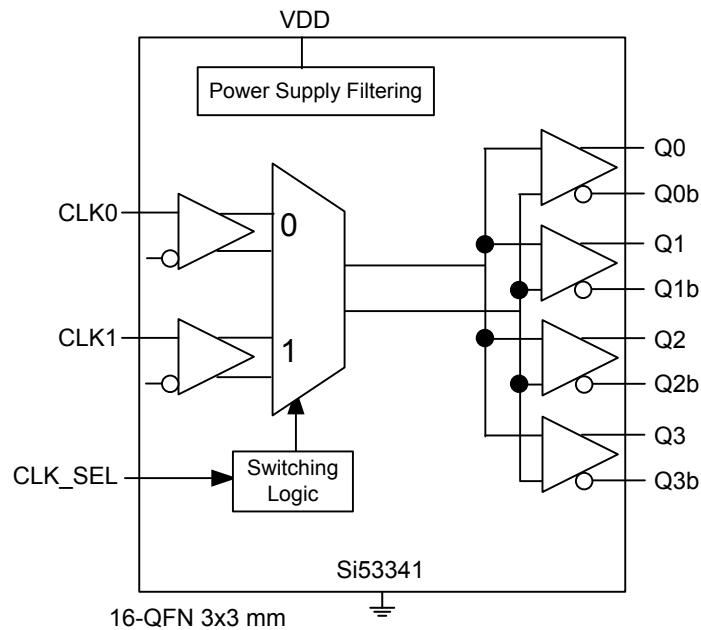 VDD
Power Supply Filtering
CLK0
0
CLK1
1
CLK_SEL
Switching
Logic
Q0
Q0b
Q1
Q1b
Q2
Q2b
Q3
Q3b
Si53341
16-QFN 3x3 mm